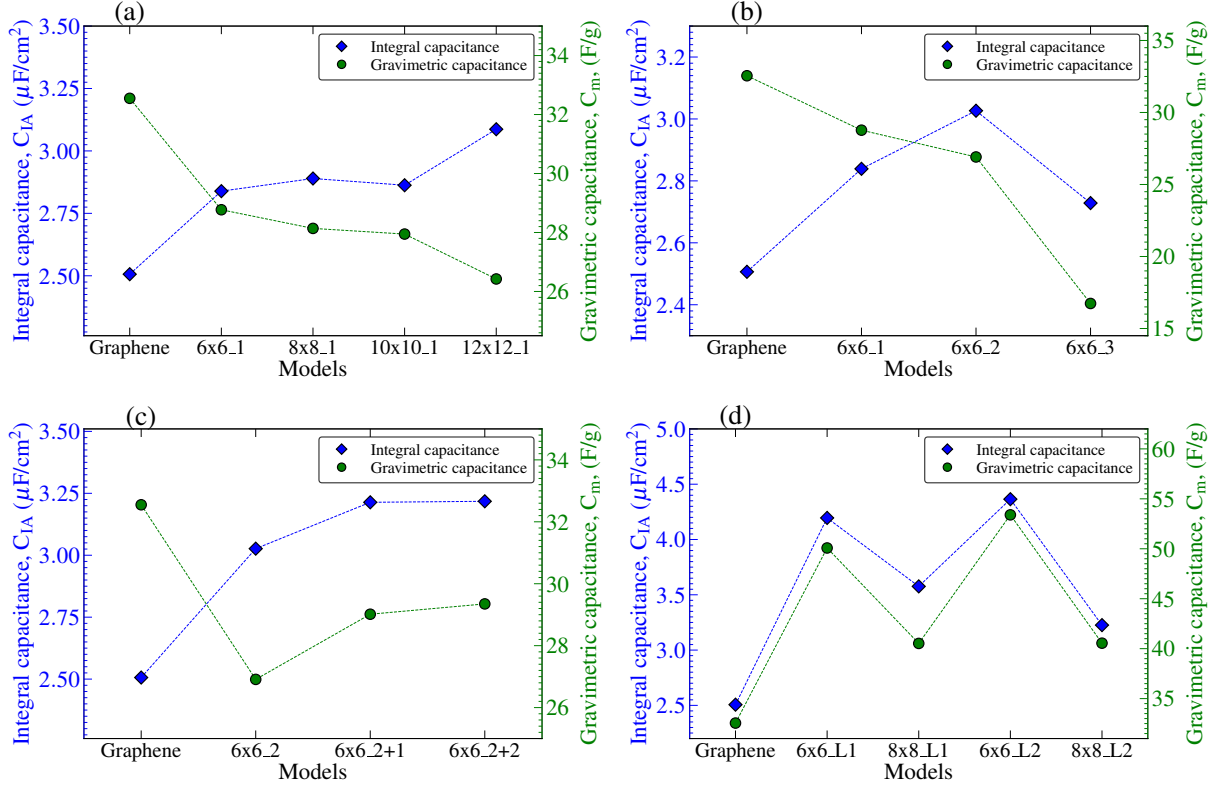 (a)
3.50
3.25
3.00
2.75
2.50
Integral capacitance, C_IA (μF/cm²)
Integral capacitance
Gravimetric capacitance
34
32
30
28
26
Gravimetric capacitance, C_m, (F/g)
Graphene 6x6_1 8x8_1 10x10_1 12x12_1
Models
(b)
3.2
3.0
2.8
2.6
2.4
Integral capacitance, C_IA (μF/cm²)
Integral capacitance
Gravimetric capacitance
35
30
25
20
15
Gravimetric capacitance, C_m, (F/g)
Graphene 6x6_1 6x6_2 6x6_3
Models
(c)
3.50
3.25
3.00
2.75
2.50
Integral capacitance, C_IA (μF/cm²)
Integral capacitance
Gravimetric capacitance
34
32
30
28
26
Gravimetric capacitance, C_m, (F/g)
Graphene 6x6_2 6x6_2+1 6x6_2+2
Models
(d)
5.0
4.5
4.0
3.5
3.0
2.5
Integral capacitance, C_IA (μF/cm²)
Integral capacitance
Gravimetric capacitance
60
55
50
45
40
35
Gravimetric capacitance, C_m, (F/g)
Graphene 6x6_L1 8x8_L1 6x6_L2 8x8_L2
Models